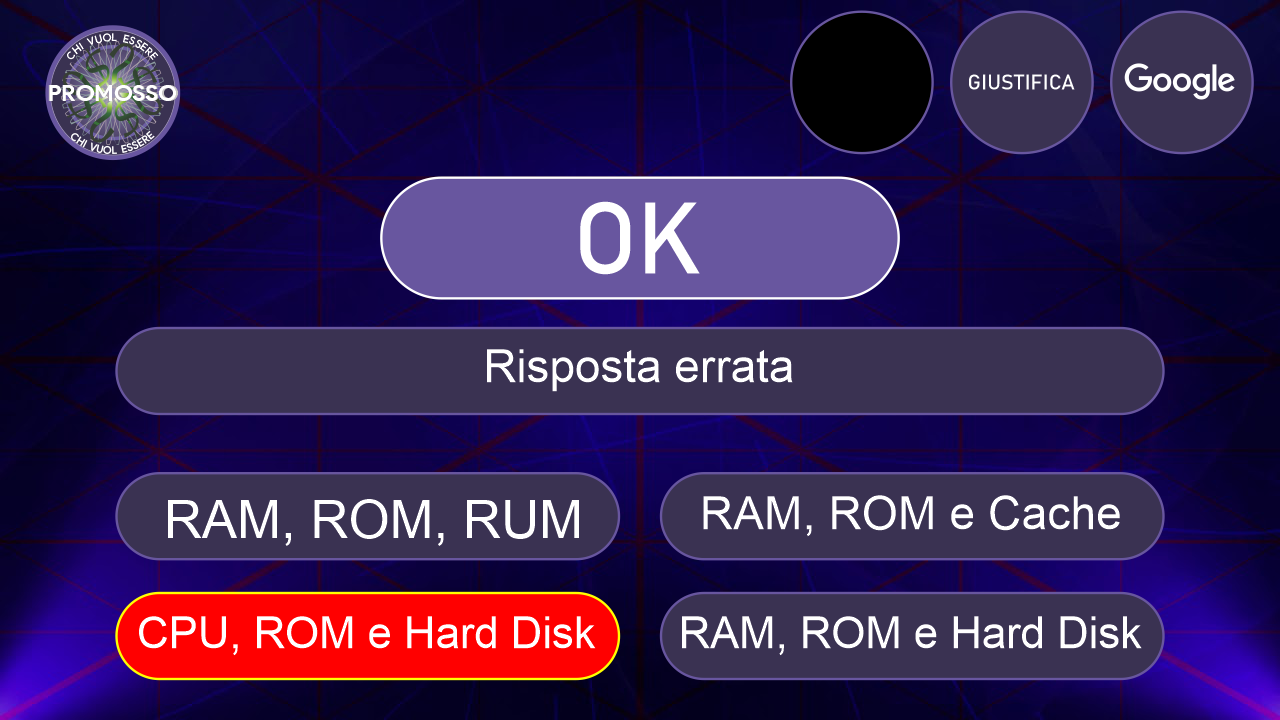 CHI VUOL ESSERE
PROMOSSO
CHI VUOL ESSERE
GIUSTIFICA
Google
OK
Risposta errata
RAM, ROM, RUM
RAM, ROM e Cache
CPU, ROM e Hard Disk
RAM, ROM e Hard Disk